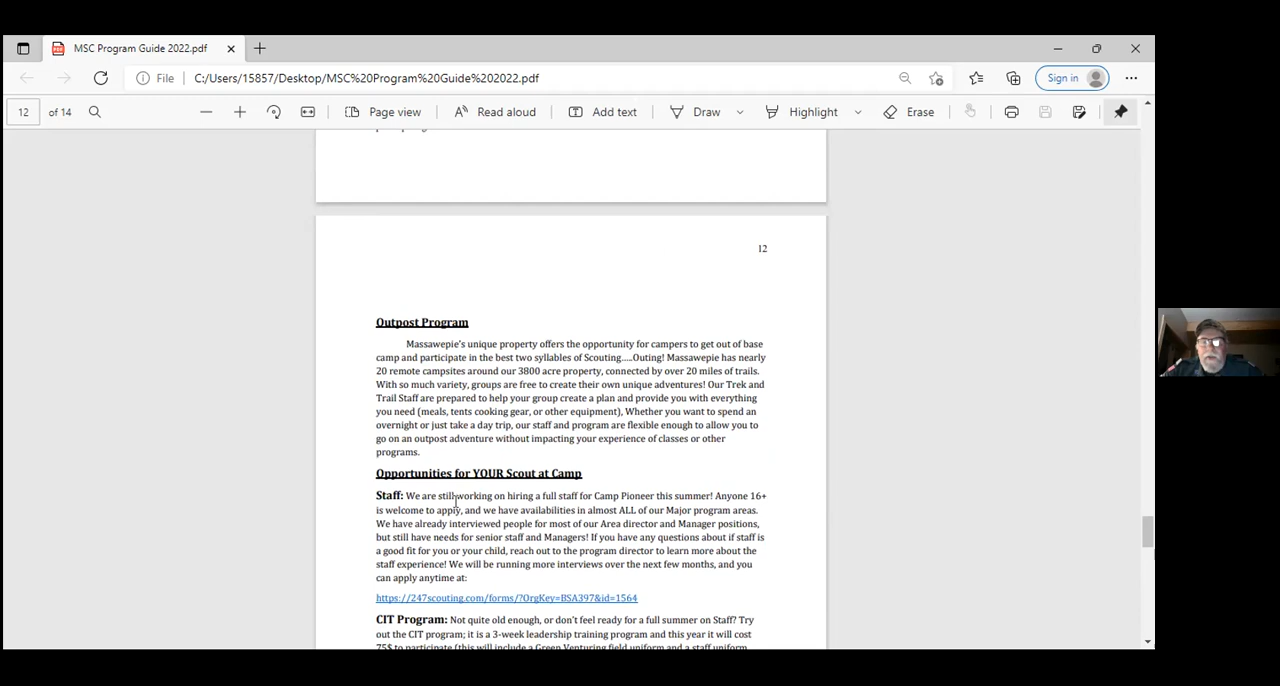 MSC Program Guide 2022.pdf
File
C:/Users/15857/Desktop/MSC%20Program%20Guide%202022.pdf
Sign in
12 of 14
Page view
Read aloud
Add text
Draw
Highlight
Erase
12
Outpost Program
Massawepie's unique property offers the opportunity for campers to get out of base
camp and participate in the best two syllables of Scouting.....Outing! Massawepie has nearly
20 remote campsites around our 3800 acre property, connected by over 20 miles of trails.
With so much variety, groups are free to create their own unique adventures! Our Trek and
Trail Staff are prepared to help your group create a plan and provide you with everything
you need (meals, tents cooking gear, or other equipment), Whether you want to spend an
overnight or just take a day trip, our staff and program are flexible enough to allow you to
go on an outpost adventure without impacting your experience of classes or other
programs.
Opportunities for YOUR Scout at Camp
Staff: We are still working on hiring a full staff for Camp Pioneer this summer! Anyone 16+
is welcome to apply, and we have availabilities in almost ALL of our Major program areas.
We have already interviewed people for most of our Area director and Manager positions,
but still have needs for senior staff and Managers! If you have any questions about if staff is
a good fit for you or your child, reach out to the program director to learn more about the
staff experience! We will be running more interviews over the next few months, and you
can apply anytime at:
https://247scouting.com/forms/?OrgKey=BSA397&id=1564
CIT Program: Not quite old enough, or don't feel ready for a full summer on Staff? Try
out the CIT program; it is a 3-week leadership training program and this year it will cost
75$ to participate (this will include a Green Venturing field uniform and a staff uniform